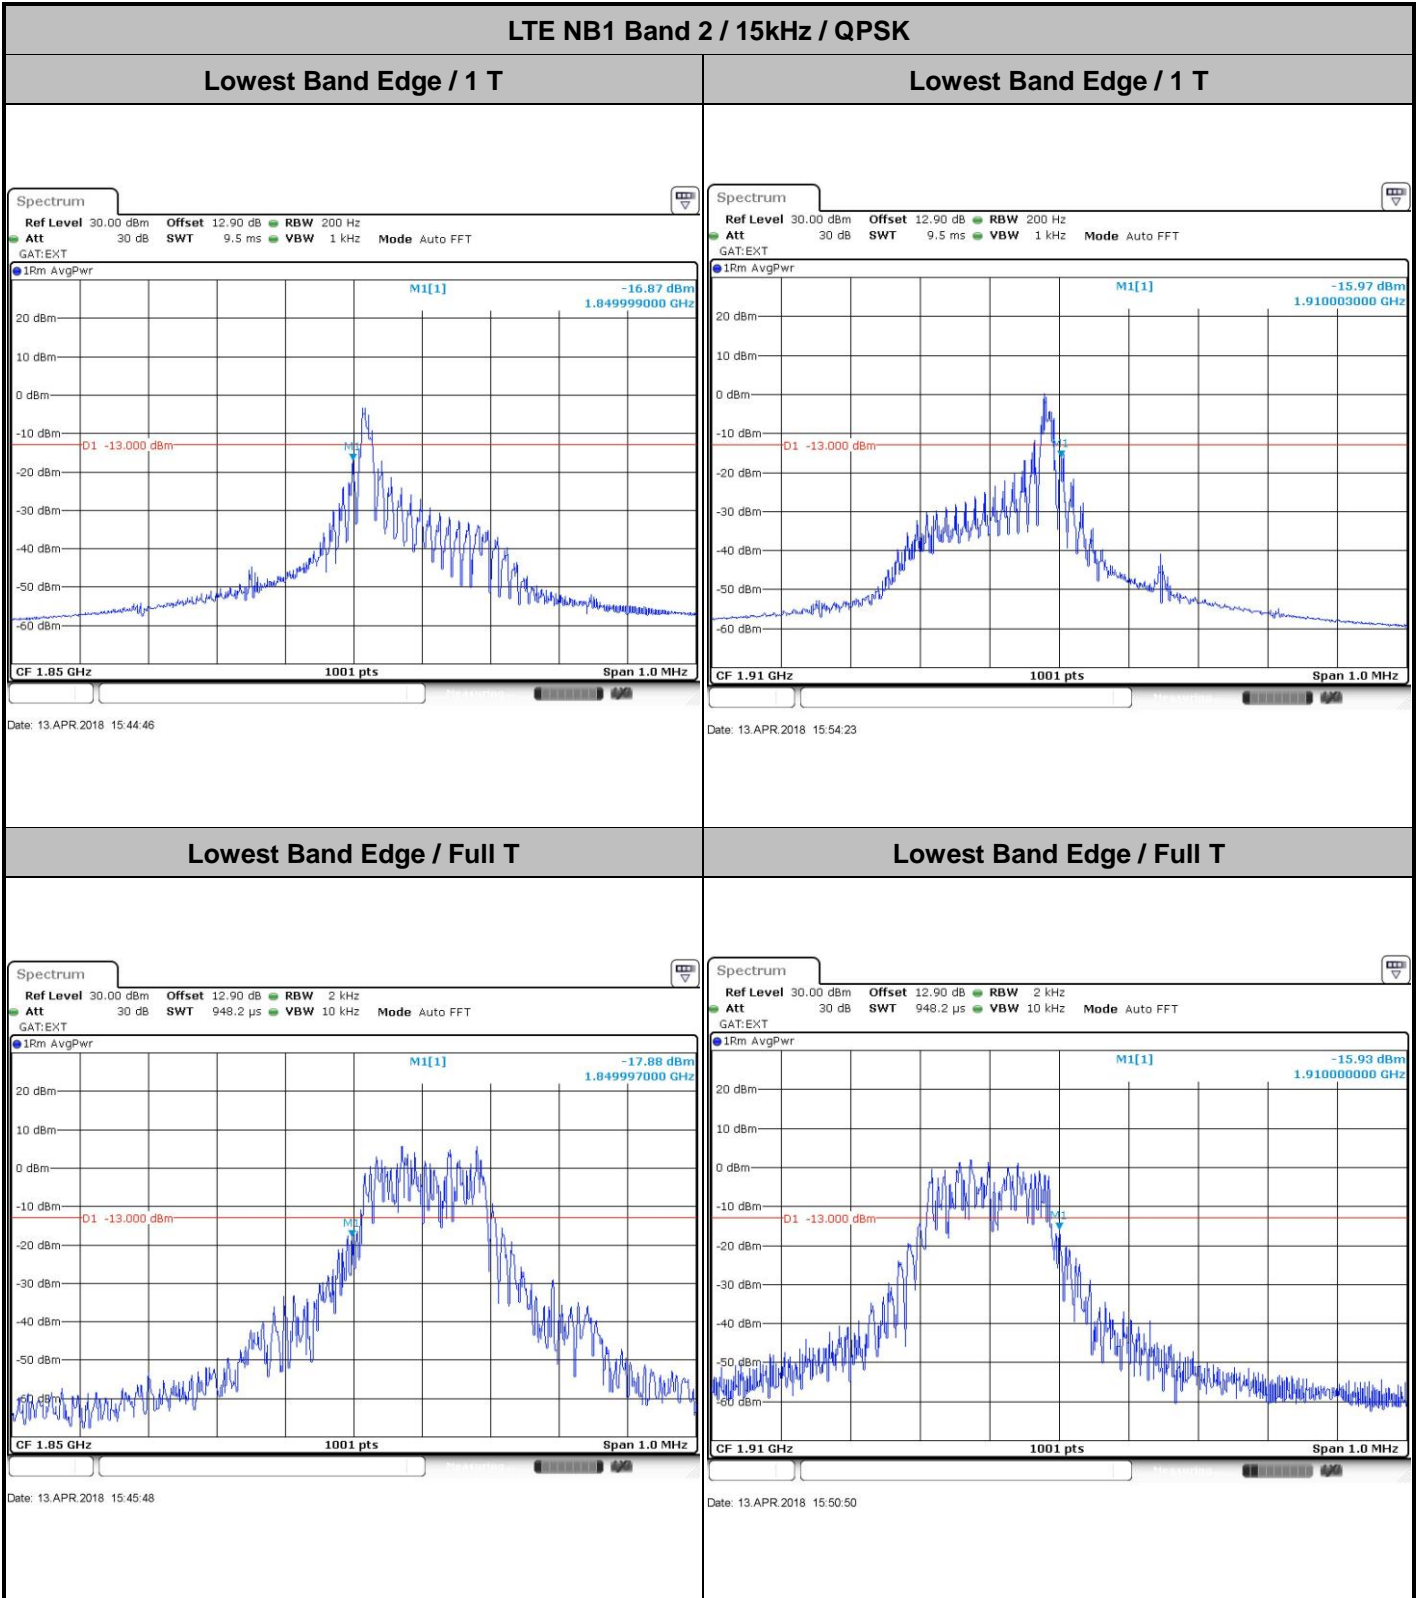 LTE NB1 Band 2 / 15kHz / QPSK
Lowest Band Edge / 1 T
Lowest Band Edge / 1 T
Spectrum
Ref Level 30.00 dBm Offset 12.90 dB RBW 200 Hz
Att 30 dB SWT 9.5 ms VBW 1 kHz Mode Auto FFT
GAT:EXT
1Rm AvgPwr
M1[1] -16.87 dBm
1.849999000 GHz
20 dBm
10 dBm
0 dBm
-10 dBm
D1 -13.000 dBm
M1
-20 dBm
-30 dBm
-40 dBm
-50 dBm
-60 dBm
CF 1.85 GHz 1001 pts Span 1.0 MHz
Date: 13.APR.2018 15:44:46
Spectrum
Ref Level 30.00 dBm Offset 12.90 dB RBW 200 Hz
Att 30 dB SWT 9.5 ms VBW 1 kHz Mode Auto FFT
GAT:EXT
1Rm AvgPwr
M1[1] -15.97 dBm
1.910003000 GHz
20 dBm
10 dBm
0 dBm
-10 dBm
D1 -13.000 dBm
M1
-20 dBm
-30 dBm
-40 dBm
-50 dBm
-60 dBm
CF 1.91 GHz 1001 pts Span 1.0 MHz
Date: 13.APR.2018 15:54:23
Lowest Band Edge / Full T
Lowest Band Edge / Full T
Spectrum
Ref Level 30.00 dBm Offset 12.90 dB RBW 2 kHz
Att 30 dB SWT 948.2 µs VBW 10 kHz Mode Auto FFT
GAT:EXT
1Rm AvgPwr
M1[1] -17.88 dBm
1.849997000 GHz
20 dBm
10 dBm
0 dBm
-10 dBm
D1 -13.000 dBm
M1
-20 dBm
-30 dBm
-40 dBm
-50 dBm
-60 dBm
CF 1.85 GHz 1001 pts Span 1.0 MHz
Date: 13.APR.2018 15:45:48
Spectrum
Ref Level 30.00 dBm Offset 12.90 dB RBW 2 kHz
Att 30 dB SWT 948.2 µs VBW 10 kHz Mode Auto FFT
GAT:EXT
1Rm AvgPwr
M1[1] -15.93 dBm
1.910000000 GHz
20 dBm
10 dBm
0 dBm
-10 dBm
D1 -13.000 dBm
M1
-20 dBm
-30 dBm
-40 dBm
-50 dBm
-60 dBm
CF 1.91 GHz 1001 pts Span 1.0 MHz
Date: 13.APR.2018 15:50:50